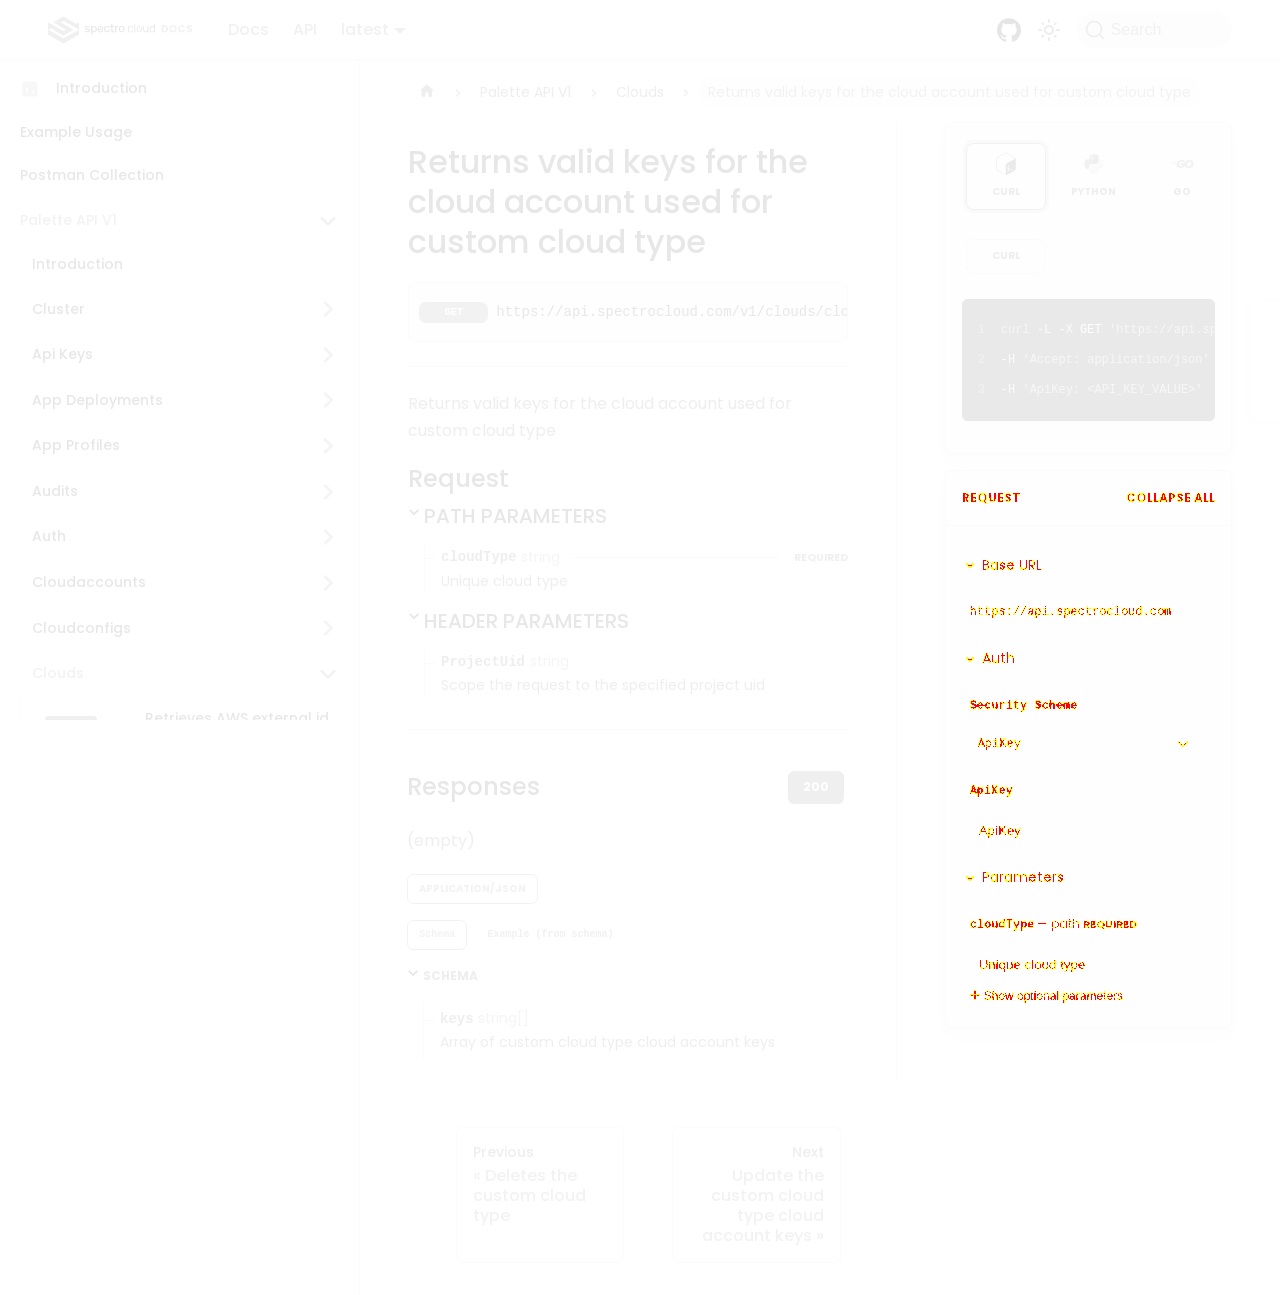 spectro cloud DOCS
Docs
API
latest
Search
Introduction
Example Usage
Postman Collection
Palette API V1
Introduction
Cluster
Api Keys
App Deployments
App Profiles
Audits
Auth
Cloudaccounts
Cloudconfigs
Clouds
Retrieves AWS external id
Palette API V1
Clouds
Returns valid keys for the cloud account used for custom cloud type
Returns valid keys for the
cloud account used for
custom cloud type
GET https://api.spectrocloud.com/v1/clouds/clo
Returns valid keys for the cloud account used for
custom cloud type
Request
PATH PARAMETERS
cloudType string REQUIRED
Unique cloud type
HEADER PARAMETERS
ProjectUid string
Scope the request to the specified project uid
Responses
200
(empty)
APPLICATION/JSON
Schema
Example (from schema)
SCHEMA
keys string[]
Array of custom cloud type cloud account keys
Previous
« Deletes the
custom cloud
type
Next
Update the
custom cloud
type cloud
account keys »
CURL
PYTHON
GO
CURL
1 curl -L -X GET 'https://api.sp
2 -H 'Accept: application/json'
3 -H 'ApiKey: <API_KEY_VALUE>'
REQUEST
COLLAPSE ALL
Base URL
https://api.spectrocloud.com
Auth
Security Scheme
ApiKey
ApiKey
ApiKey
Parameters
cloudType — path REQUIRED
Unique cloud type
Show optional parameters